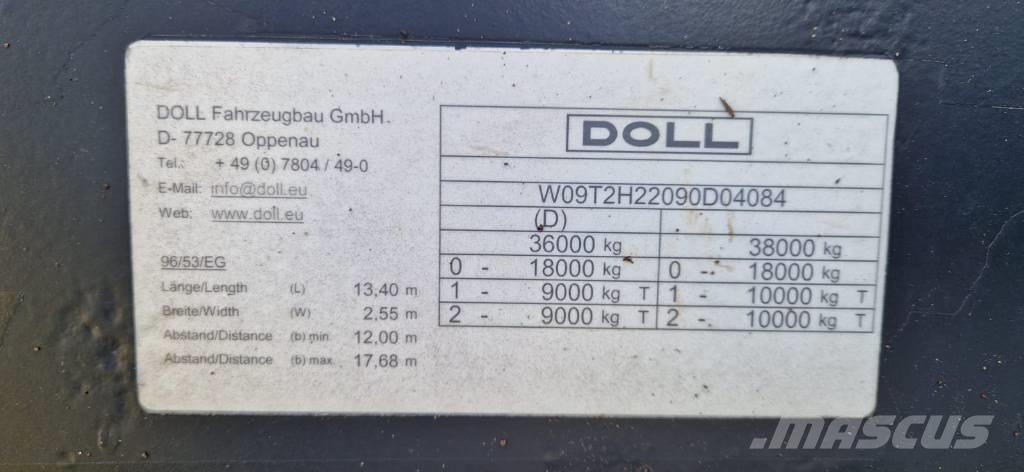 DOLL Fahrzeugbau GmbH.
D- 77728 Oppenau
Tel.: + 49 (0) 7804 / 49-0
E-Mail: info@doll.eu
Web: www.doll.eu
96/53/EG
Länge/Length (L) 13,40 m
Breite/Width (W) 2,55 m
Abstand/Distance (b) min. 12,00 m
Abstand/Distance (b) max. 17,68 m
DOLL
W09T2H22090D04084
(D)
36000 kg 38000 kg
0 - 18000 kg 0 - 18000 kg
1 - 9000 kg T 1 - 10000 kg T
2 - 9000 kg T 2 - 10000 kg T
MASCUS